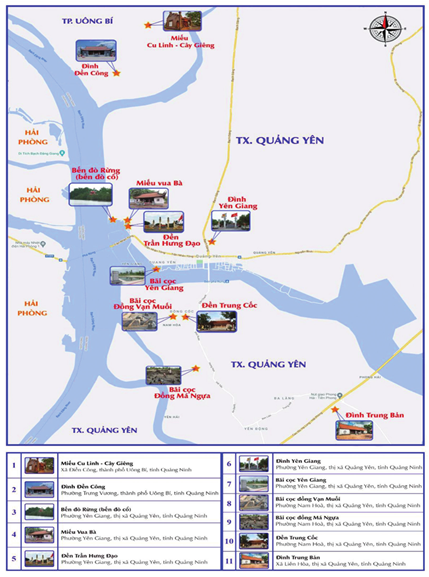 TP. UÔNG BÍ
Miếu
Cu Linh - Cây Giêng
Đình
Đền Công
HẢI
PHÒNG
TX. QUẢNG YÊN
HẢI
PHÒNG
Bến đò Rừng
(bến đò cổ)
Miếu vua Bà
Đình
Yên Giang
Đền
Trần Hưng Đạo
Bãi cọc
Yên Giang
HẢI
PHÒNG
Bãi cọc
Đồng Vạn Muối
Đền Trung Cốc
NAM HÒA
TX. QUẢNG YÊN
Bãi cọc
Đồng Má Ngựa
Đình Trung Bản
YÊN HẢI
YÊN ĐÔNG
TX. QUẢNG YÊN
1
Miếu Cu Linh - Cây Giêng
Xã Điền Công, thành phố Uông Bí, tỉnh Quảng Ninh
2
Đình Đền Công
Phường Trưng Vương, thành phố Uông Bí, tỉnh Quảng Ninh
3
Bến đò Rừng (bến đò cổ)
Phường Yên Giang, thị xã Quảng Yên, tỉnh Quảng Ninh
4
Miếu Vua Bà
Phường Yên Giang, thị xã Quảng Yên, tỉnh Quảng Ninh
5
Đền Trần Hưng Đạo
Phường Yên Giang, thị xã Quảng Yên, tỉnh Quảng Ninh
6
Đình Yên Giang
Phường Yên Giang, thị xã Quảng Yên, tỉnh Quảng Ninh
7
Bãi cọc Yên Giang
Phường Yên Giang, thị xã Quảng Yên, tỉnh Quảng Ninh
8
Bãi cọc đồng Vạn Muối
Phường Nam Hoà, thị xã Quảng Yên, tỉnh Quảng Ninh
9
Bãi cọc đồng Má Ngựa
Phường Nam Hoà, thị xã Quảng Yên, tỉnh Quảng Ninh
10
Đền Trung Cốc
Phường Nam Hoà, thị xã Quảng Yên, tỉnh Quảng Ninh
11
Đình Trung Bản
Xã Liên Hòa, thị xã Quảng Yên, tỉnh Quảng Ninh